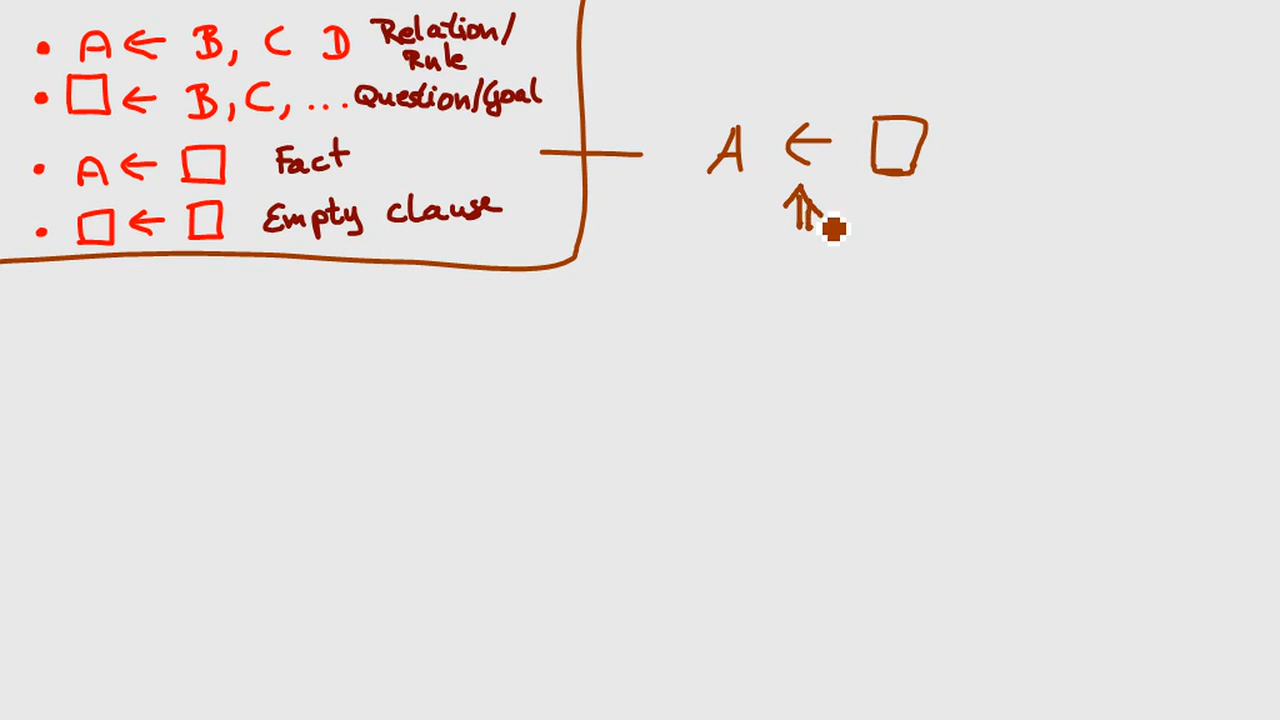 • A ← B, C D Relation/
Rule
• □ ← B, C, ... Question/Goal
• A ← □ Fact
• □ ← □ Empty clause
A ← □